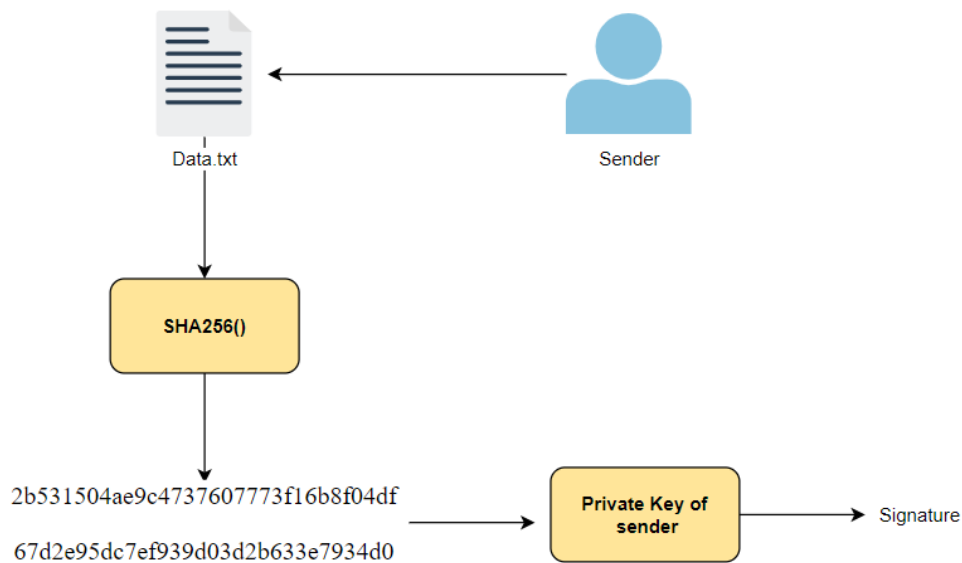 Data.txt
Sender
SHA256()
2b531504ae9c4737607773f16b8f04df
67d2e95dc7ef939d03d2b633e7934d0
Private Key of
sender
Signature